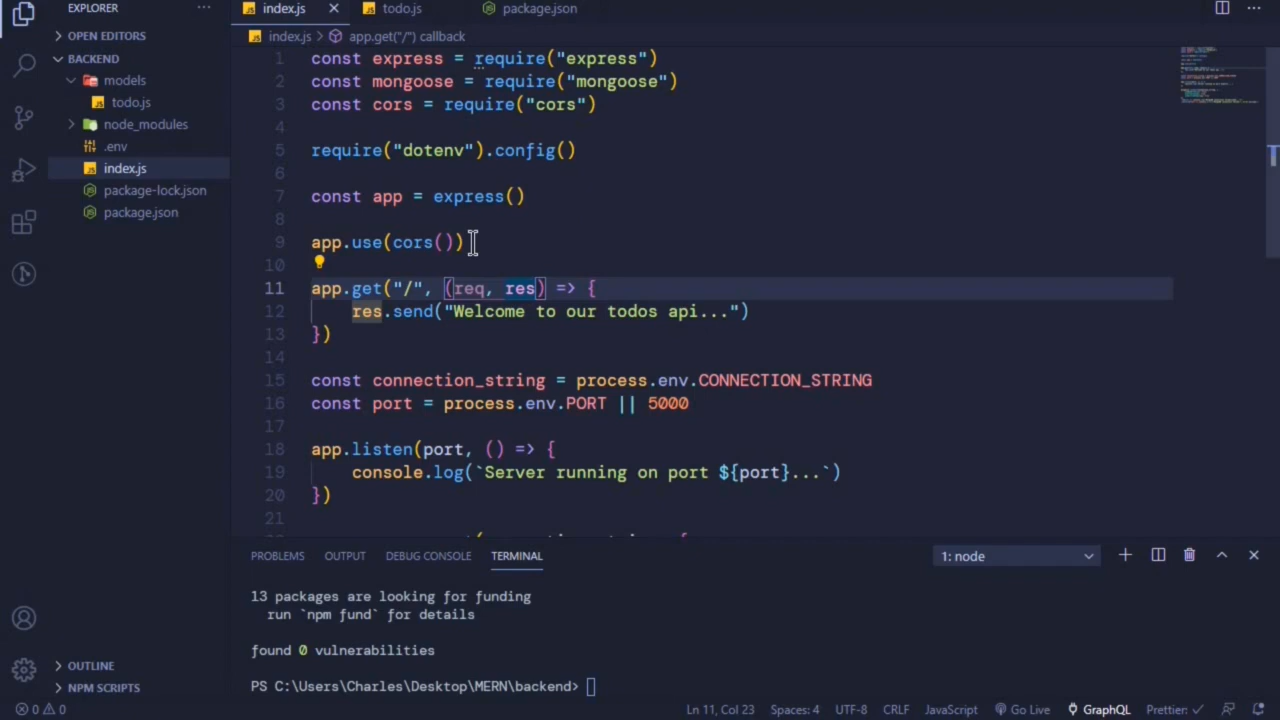 EXPLORER
index.js
todo.js
package.json
OPEN EDITORS
BACKEND
models
todo.js
node_modules
.env
index.js
package-lock.json
package.json
OUTLINE
NPM SCRIPTS
index.js > app.get("/") callback
1 const express = require("express")
2 const mongoose = require("mongoose")
3 const cors = require("cors")
4
5 require("dotenv").config()
6
7 const app = express()
8
9 app.use(cors())
10
11 app.get("/", (req, res) => {
12 res.send("Welcome to our todos api...")
13 })
14
15 const connection_string = process.env.CONNECTION_STRING
16 const port = process.env.PORT || 5000
17
18 app.listen(port, () => {
19 console.log(`Server running on port ${port}...`)
20 })
21
PROBLEMS OUTPUT DEBUG CONSOLE TERMINAL 1: node
13 packages are looking for funding
run `npm fund` for details
found 0 vulnerabilities
PS C:\Users\Charles\Desktop\MERN\backend>
0 0 Ln 11, Col 23 Spaces: 4 UTF-8 CRLF JavaScript Go Live GraphQL Prettier: ✓